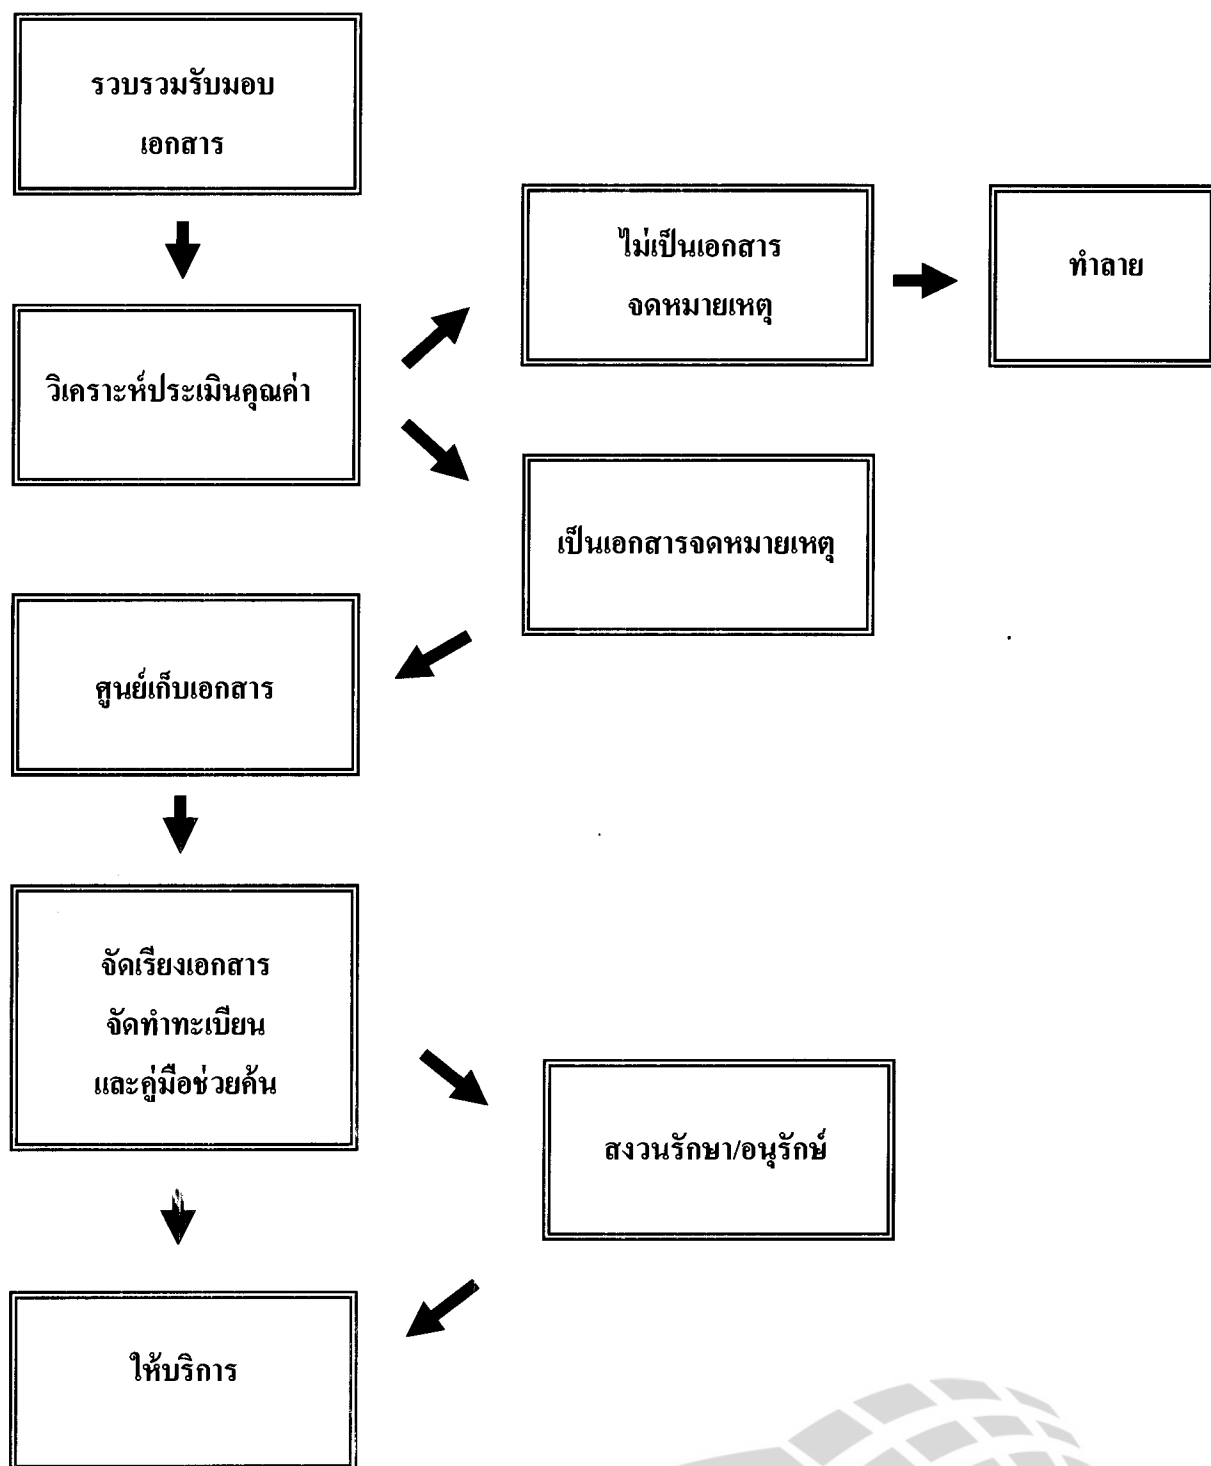 รวบรวมรับมอบ
เอกสาร
ไม่เป็นเอกสาร
จดหมายเหตุ
ทำลาย
วิเคราะห์ประเมินคุณค่า
เป็นเอกสารจดหมายเหตุ
ศูนย์เก็บเอกสาร
จัดเรียงเอกสาร
จัดทำทะเบียน
และคู่มือช่วยค้น
สงวนรักษา/อนุรักษ์
ให้บริการ